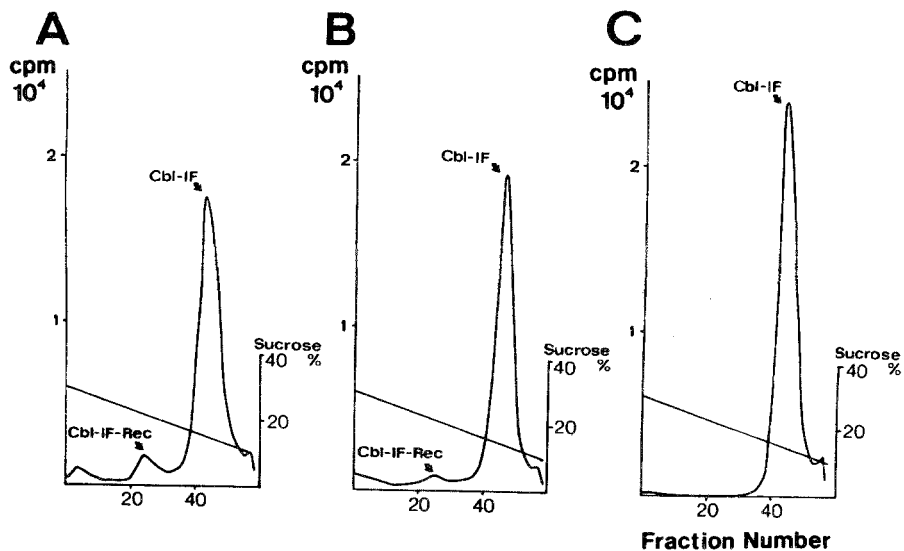 A
cpm
10⁴
2
1
Cbl-IF
Cbl-IF-Rec
Sucrose
40 %
20
20
40
B
cpm
10⁴
2
1
Cbl-IF
Cbl-IF-Rec
Sucrose
40 %
20
20
40
C
cpm
10⁴
2
1
Cbl-IF
Sucrose
40 %
20
20
40
Fraction Number